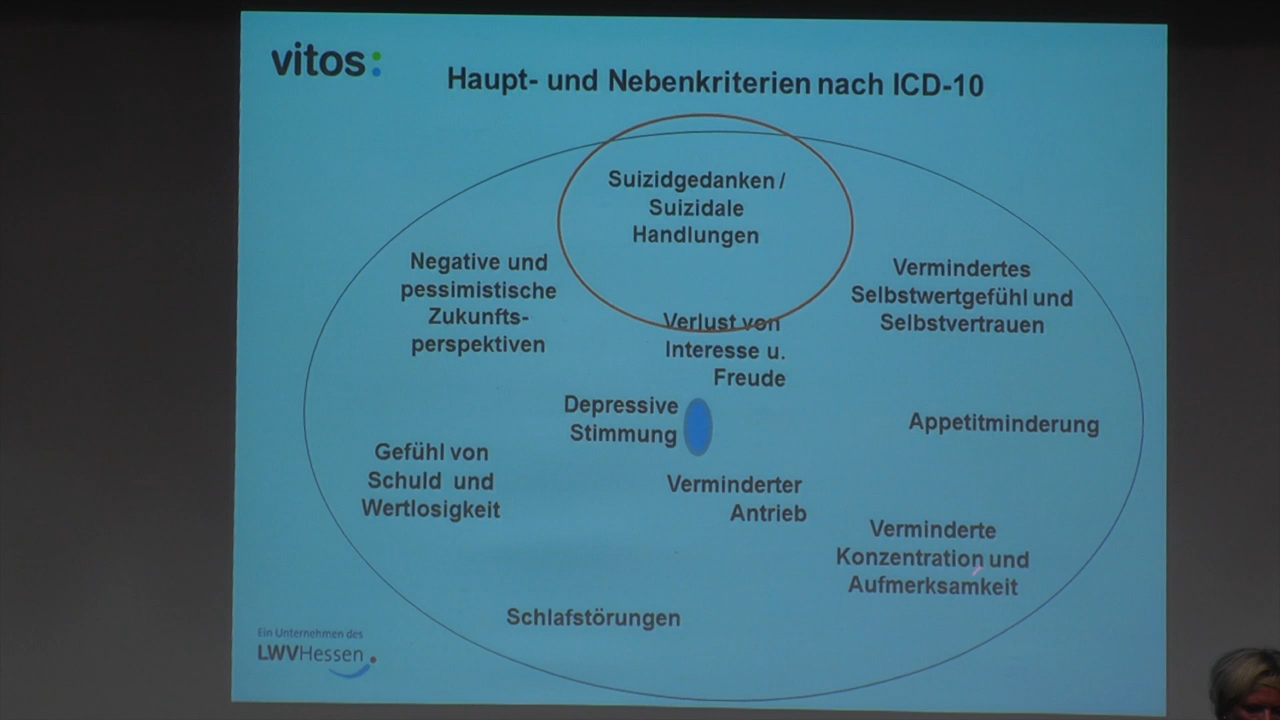 vitos:
Haupt- und Nebenkriterien nach ICD-10
Suizidgedanken /
Suizidale
Handlungen
Negative und
pessimistische
Zukunfts-
perspektiven
Vermindertes
Selbstwertgefühl und
Selbstvertrauen
Verlust von
Interesse u.
Freude
Depressive
Stimmung
Appetitminderung
Gefühl von
Schuld und
Wertlosigkeit
Verminderter
Antrieb
Verminderte
Konzentration und
Aufmerksamkeit
Schlafstörungen
Ein Unternehmen des
LWVHessen